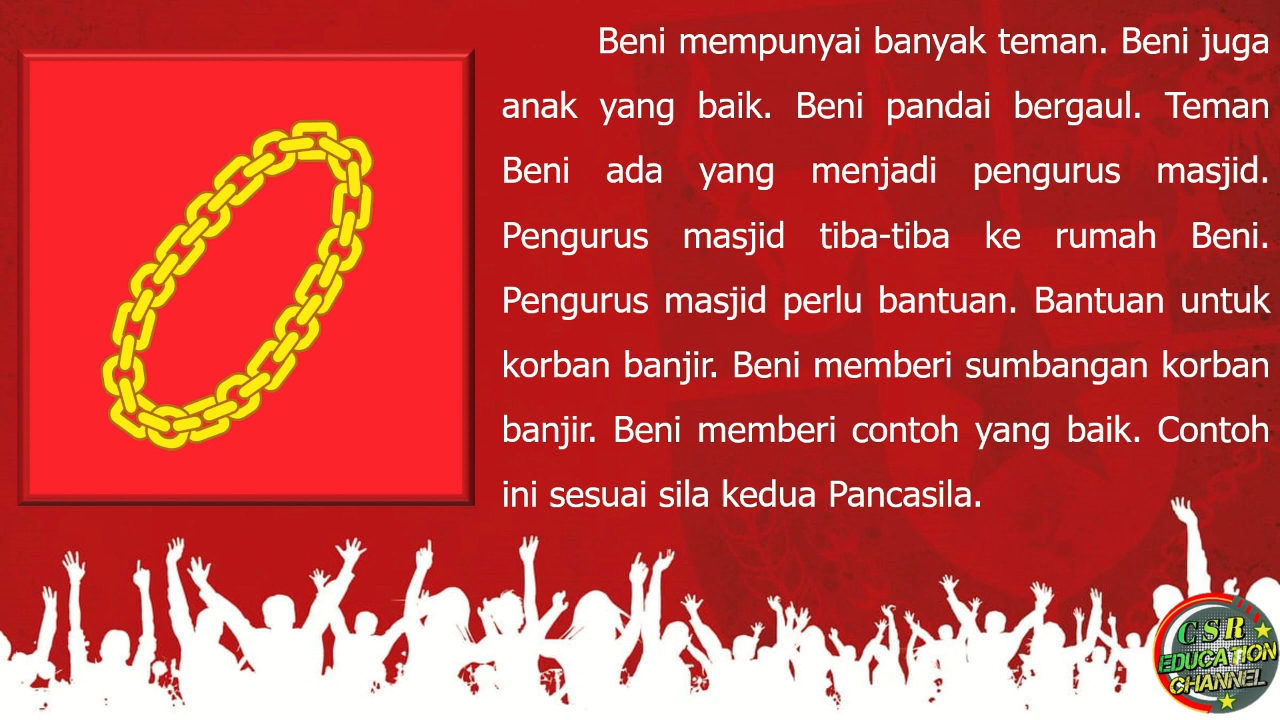 Beni mempunyai banyak teman. Beni juga
anak yang baik. Beni pandai bergaul. Teman
Beni ada yang menjadi pengurus masjid.
Pengurus masjid tiba-tiba ke rumah Beni.
Pengurus masjid perlu bantuan. Bantuan untuk
korban banjir. Beni memberi sumbangan korban
banjir. Beni memberi contoh yang baik. Contoh
ini sesuai sila kedua Pancasila.
CSR
EDUCATION
CHANNEL